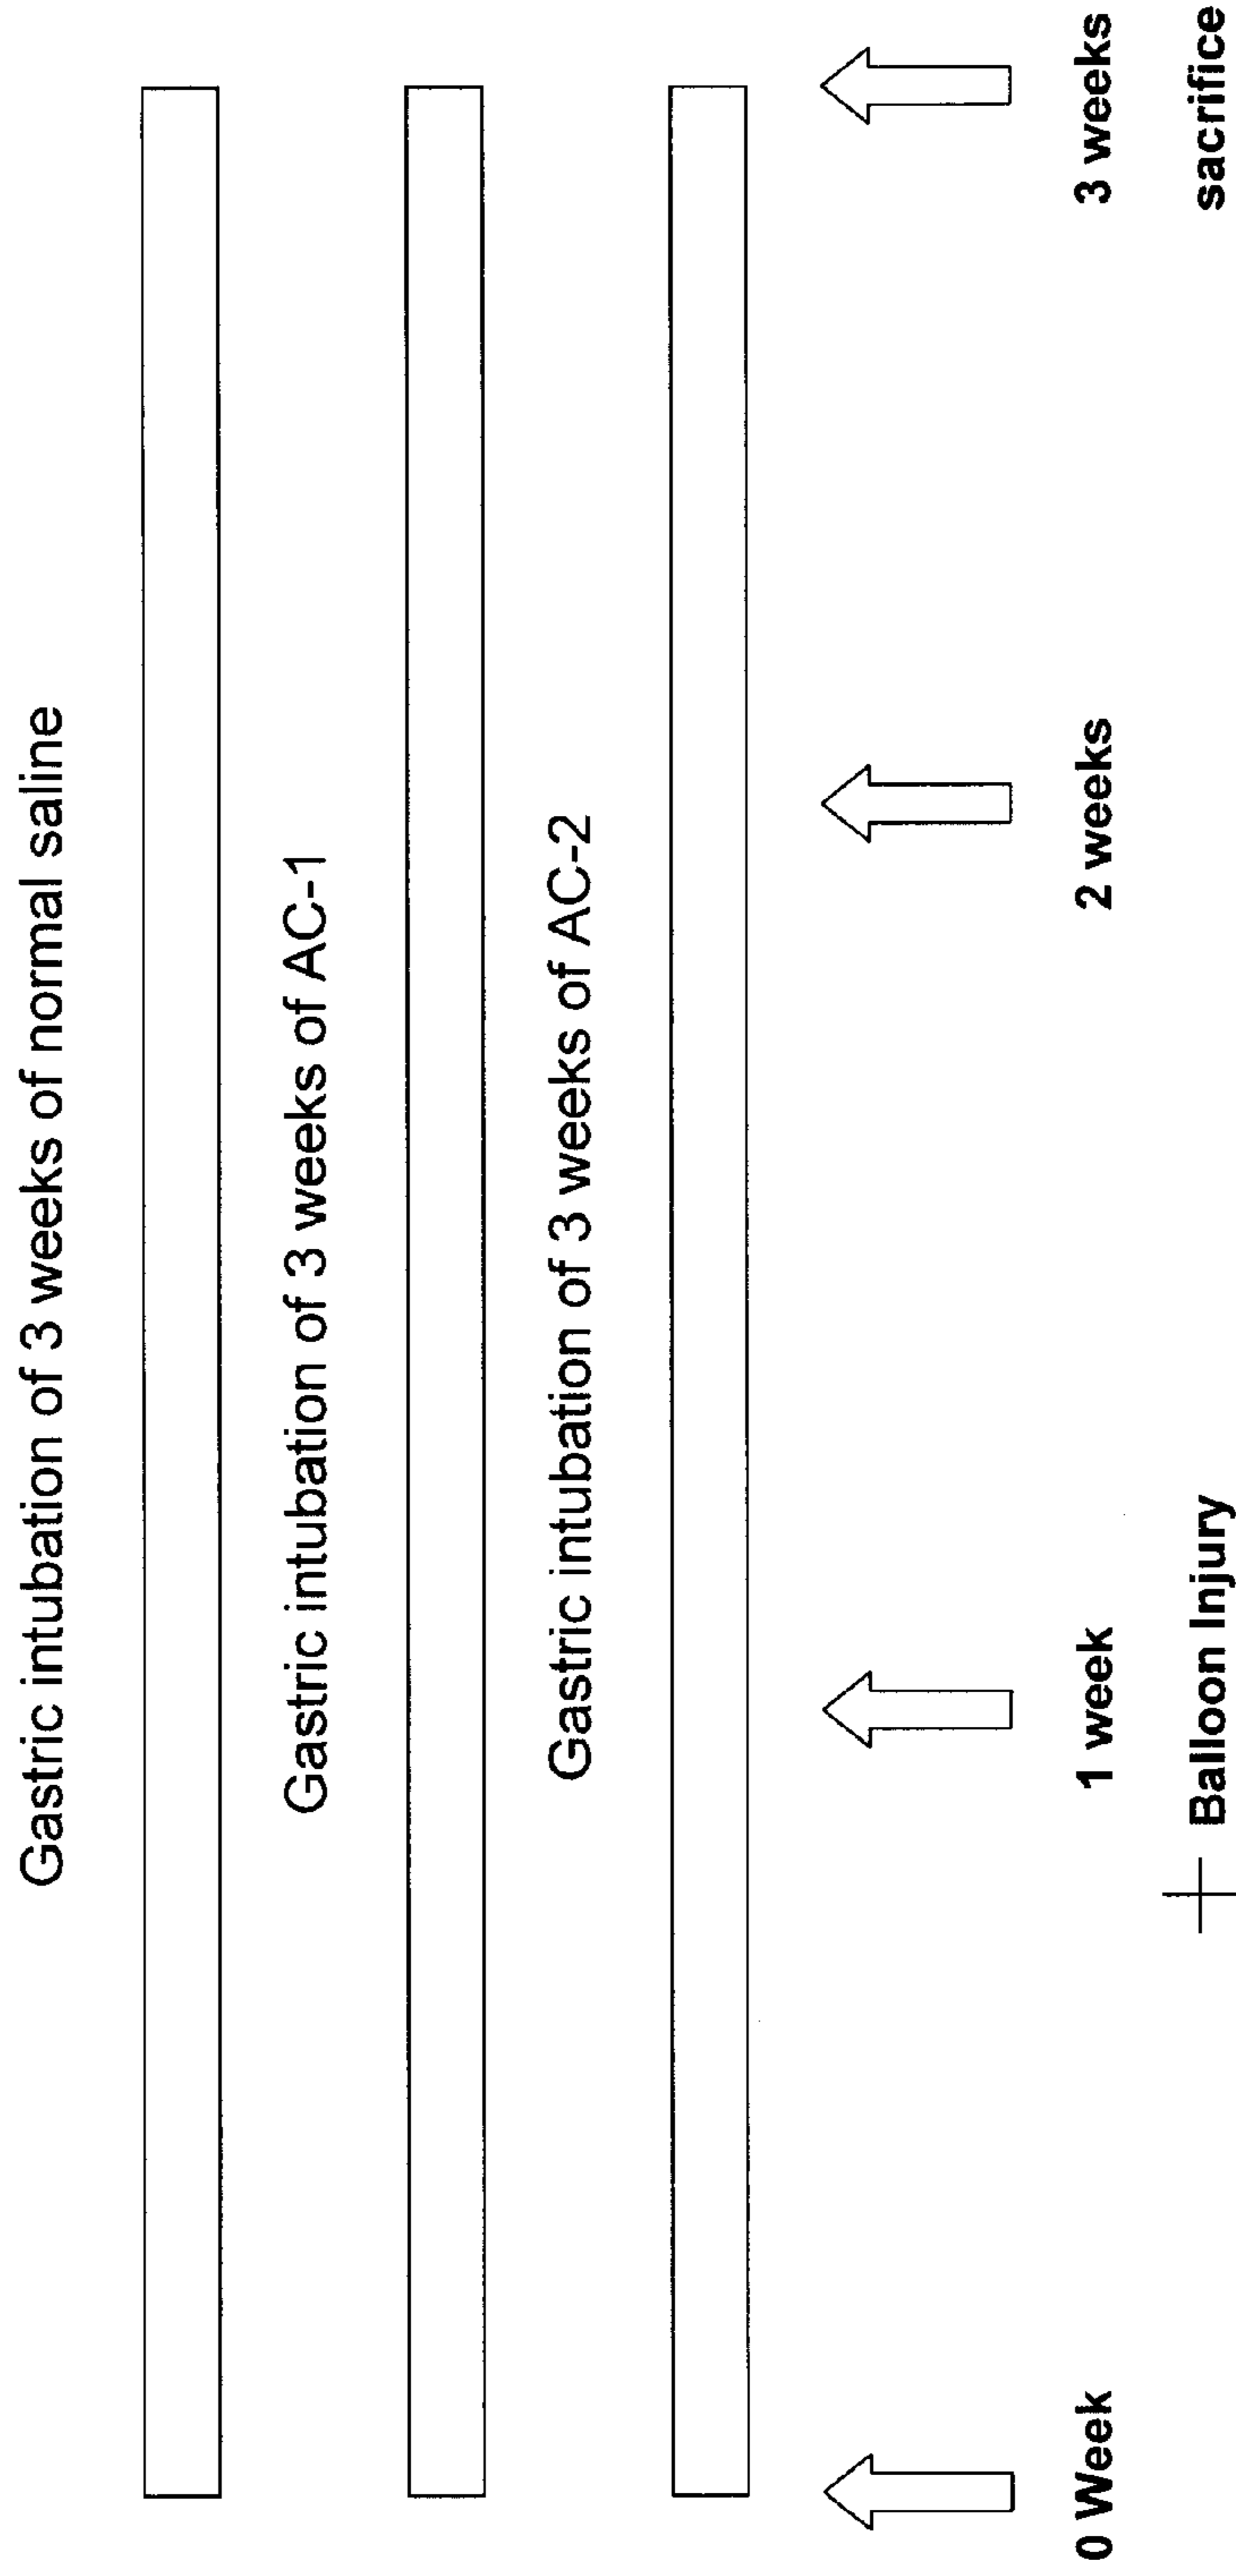 Gastric intubation of 3 weeks of normal saline
Gastric intubation of 3 weeks of AC-1
Gastric intubation of 3 weeks of AC-2
0 Week 1 week 2 weeks 3 weeks
Balloon Injury sacrifice